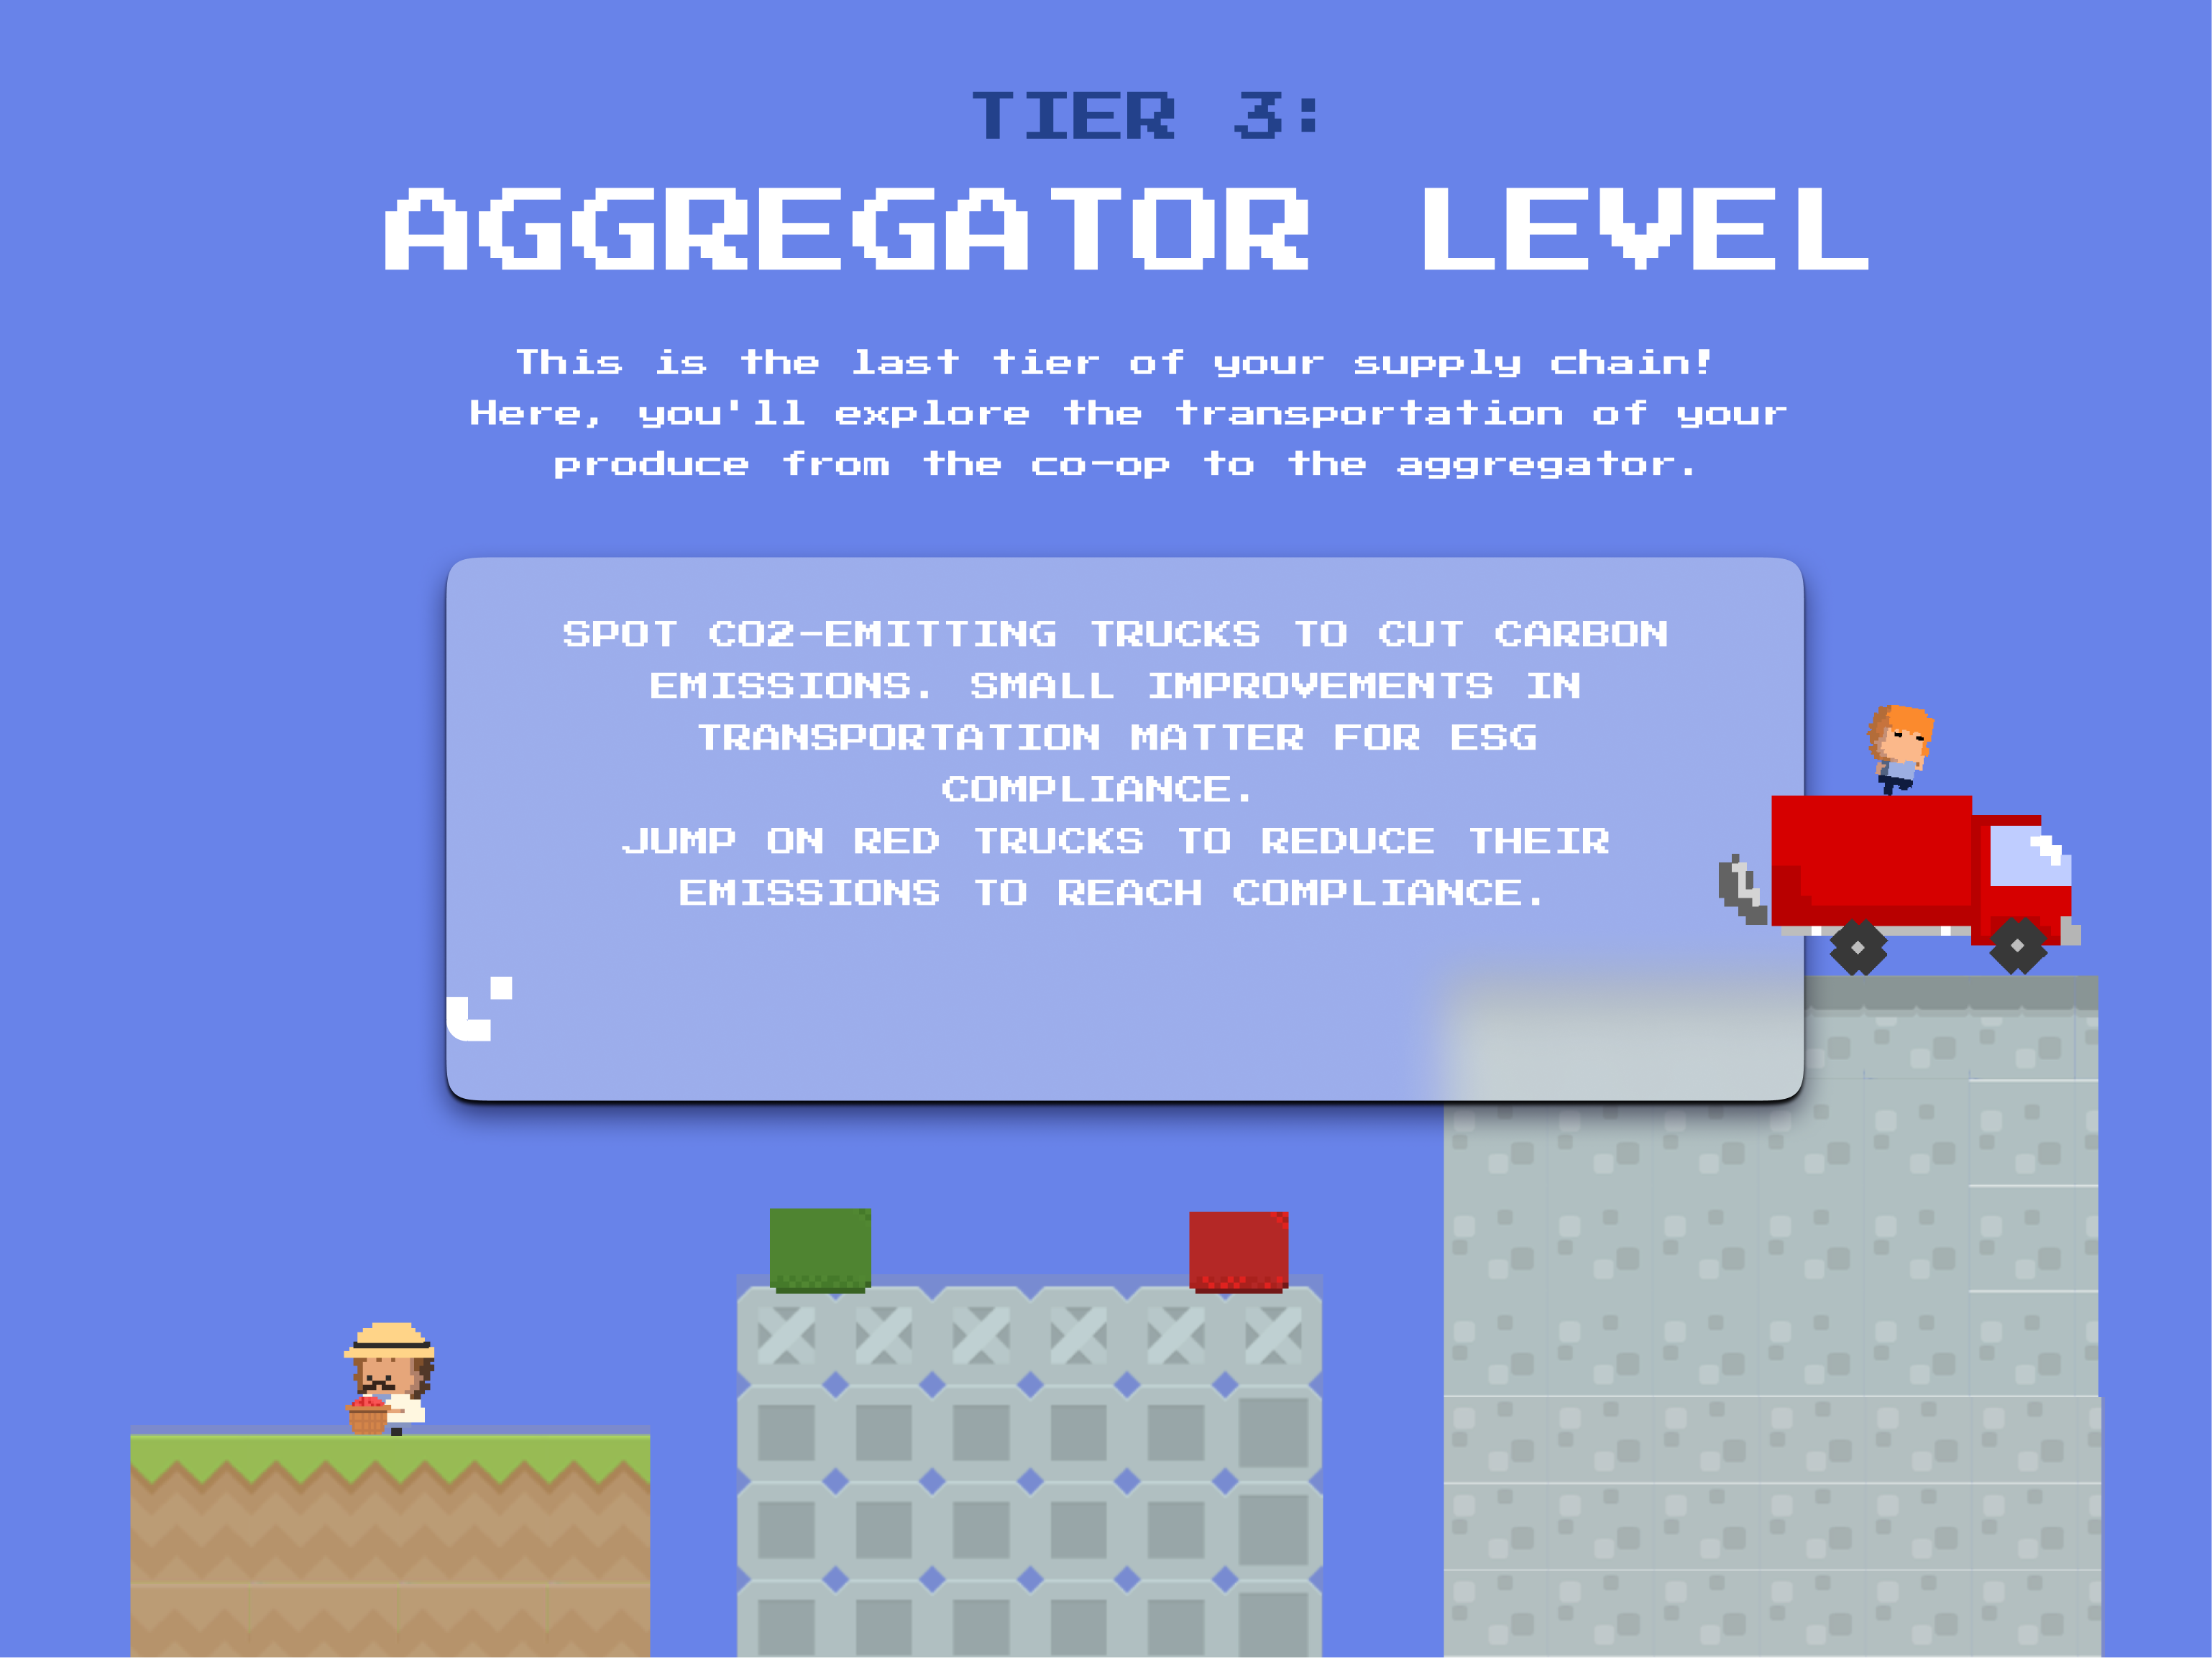 TIER 3:
AGGREGATOR LEVEL
This is the last tier of your supply chain!
Here, you'll explore the transportation of your
produce from the co-op to the aggregator.
SPOT CO2-EMITTING TRUCKS TO CUT CARBON
EMISSIONS. SMALL IMPROVEMENTS IN
TRANSPORTATION MATTER FOR ESG
COMPLIANCE.
JUMP ON RED TRUCKS TO REDUCE THEIR
EMISSIONS TO REACH COMPLIANCE.